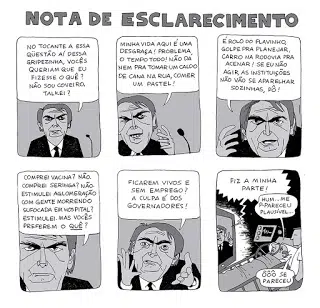 NOTA DE ESCLARECIMENTO
NO TOCANTE A ESSA
QÜESTÃO AÍ DESSA
GRIPEZINHA, VOCÊS
QUERIAM QUE EU
FIZESSE O QUÊ?
NÃO SOU COVEIRO,
TALKEI?
MINHA VIDA AQUI É UMA
DESGRAÇA! PROBLEMA
O TEMPO TODO! NÃO DÁ
NEM PRA TOMAR UM CALDO
DE CANA NA RUA, COMER
UM PASTEL!
É ROLO DO FLAVINHO,
GOLPE PRA PLANEJAR,
CARRO NA RODOVIA PRA
ACENAR! SE EU NÃO
AGIR, AS INSTITUIÇÕES
NÃO VÃO SE APARELHAR
SOZINHAS, PÔ!
COMPREI VACINA? NÃO.
COMPREI SERINGA? NÃO.
ESTIMULEI AGLOMERAÇÃO
COM GENTE MORRENDO
SUFOCADA EM HOSPITAL?
ESTIMULEI. MAS VOCÊS
PREFEREM O QUÊ?
FICAREM VIVOS E
SEM EMPREGO?
A CULPA É DOS
GOVERNADORES!
FIZ A MINHA
PARTE!
HUM... ME
P-PARECEU
PLAUSÍVEL...
ÔÔÔ SE
PARECEU